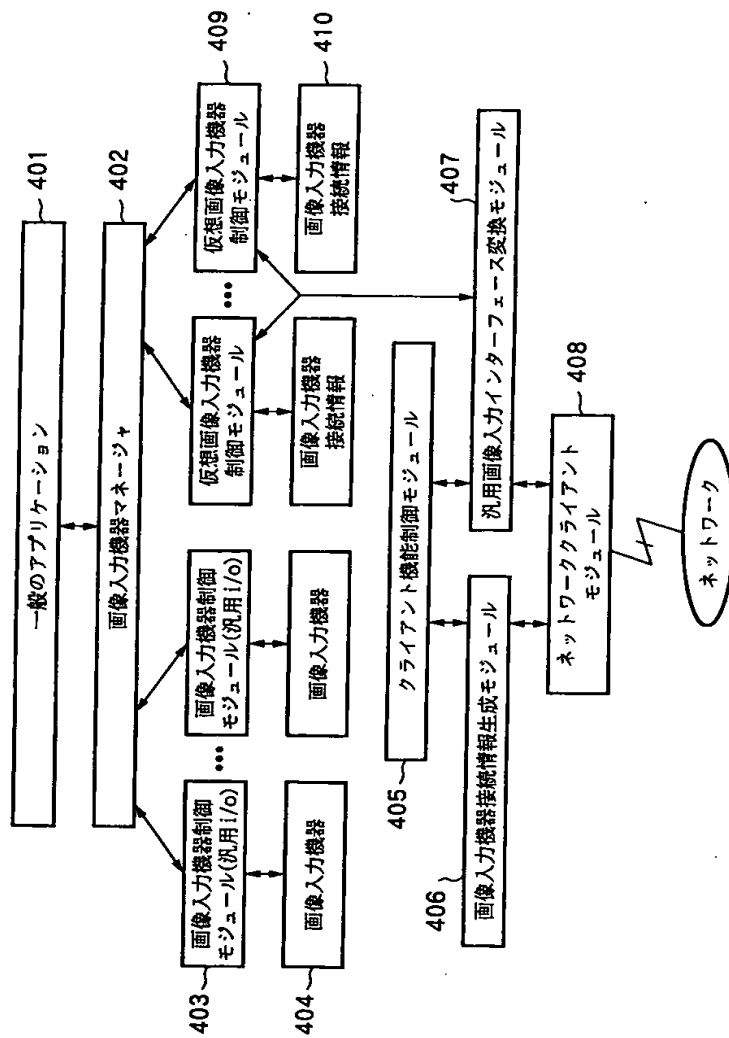 一般のアプリケーション
401
画像入力機器マネージャ
402
画像入力機器制御
モジュール(汎用i/o)
403
•••
画像入力機器制御
モジュール(汎用i/o)
仮想画像入力機器
制御モジュール
•••
仮想画像入力機器
制御モジュール
409
画像入力機器
404
画像入力機器
画像入力機器
接続情報
画像入力機器
接続情報
410
クライアント機能制御モジュール
405
画像入力機器接続情報生成モジュール
406
汎用画像入力インターフェース変換モジュール
407
ネットワーククライアント
モジュール
408
ネットワーク